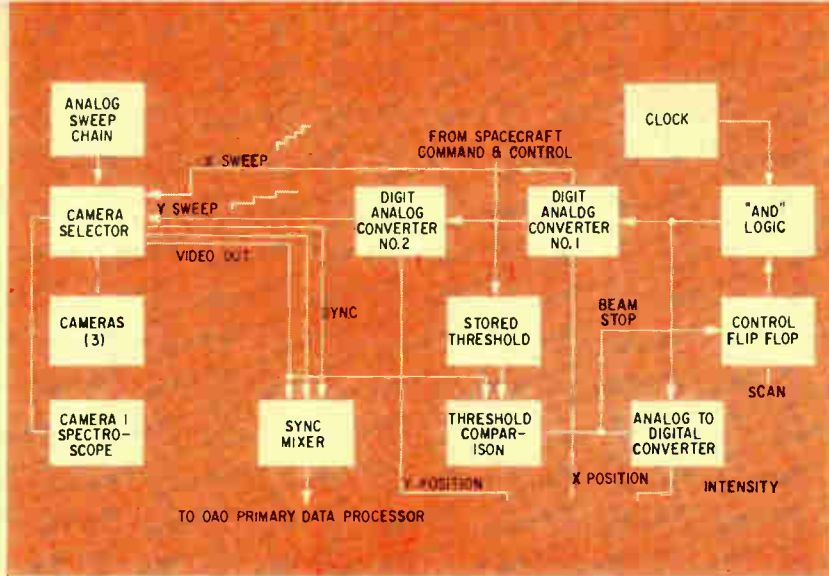 ANALOG
SWEEP
CHAIN
CLOCK
FROM SPACECRAFT
COMMAND & CONTROL
X SWEEP
Y SWEEP
CAMERA
SELECTOR
DIGIT
ANALOG
CONVERTER
NO.2
DIGIT
ANALOG
CONVERTER
NO.1
"AND"
LOGIC
VIDEO OUT
SYNC
CAMERAS
(3)
STORED
THRESHOLD
BEAM
STOP
CONTROL
FLIP FLOP
SCAN
CAMERA 1
SPECTRO-
SCOPE
SYNC
MIXER
THRESHOLD
COMPAR-
ISON
ANALOG TO
DIGITAL
CONVERTER
Y POSITION
X POSITION
INTENSITY
TO OAO PRIMARY DATA PROCESSOR